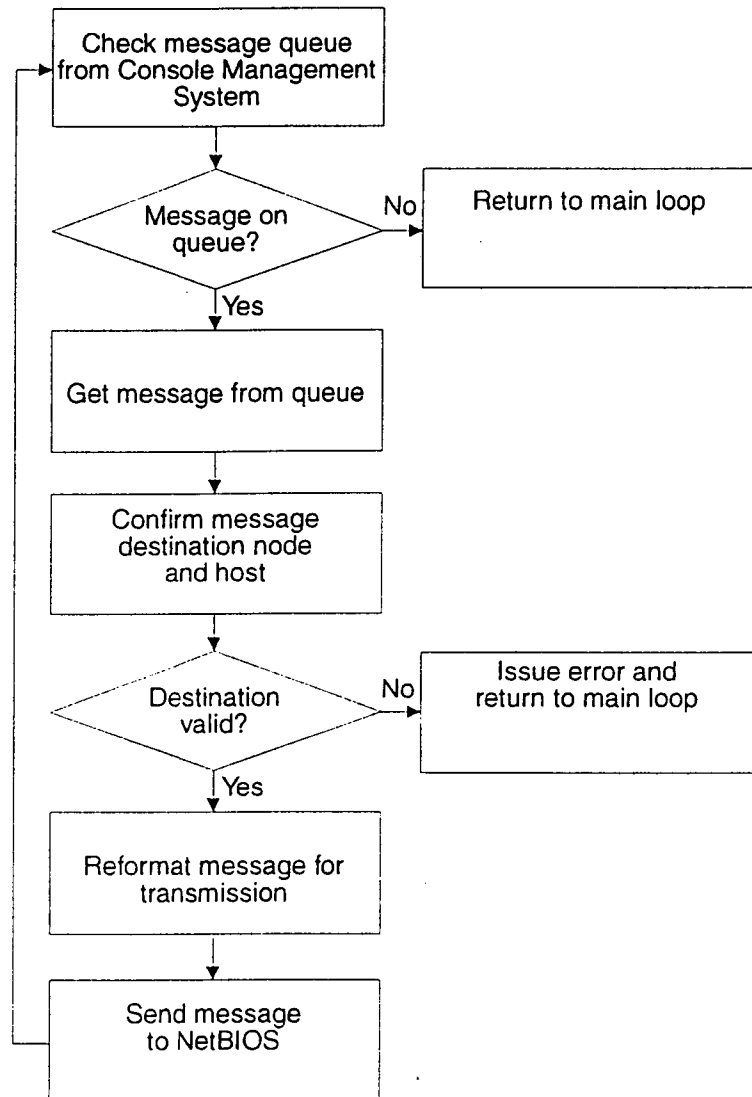 Check message queue
from Console Management
System
Message on
queue?
No
Return to main loop
Yes
Get message from queue
Confirm message
destination node
and host
Destination
valid?
No
Issue error and
return to main loop
Yes
Reformat message for
transmission
Send message
to NetBIOS